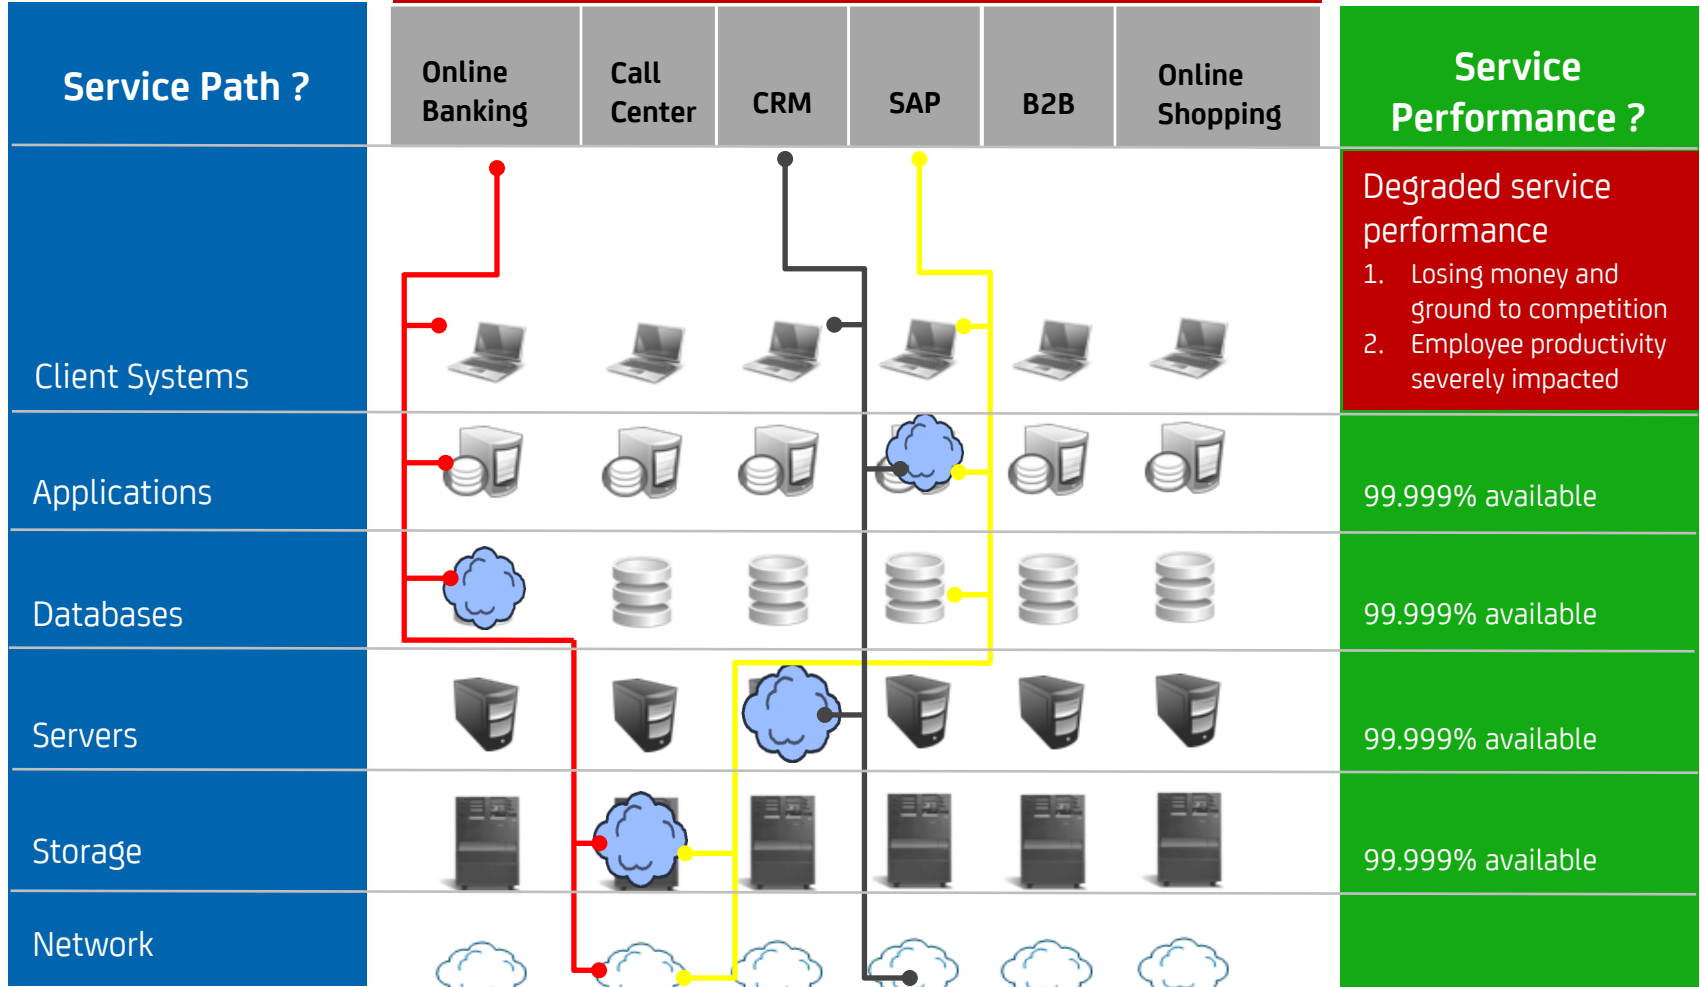 Service Path ?
Online
Banking
Call
Center
CRM
SAP
B2B
Online
Shopping
Service
Performance ?
Degraded service
performance
1. Losing money and
ground to competition
2. Employee productivity
severely impacted
Client Systems
Applications
99.999% available
Databases
99.999% available
Servers
99.999% available
Storage
99.999% available
Network